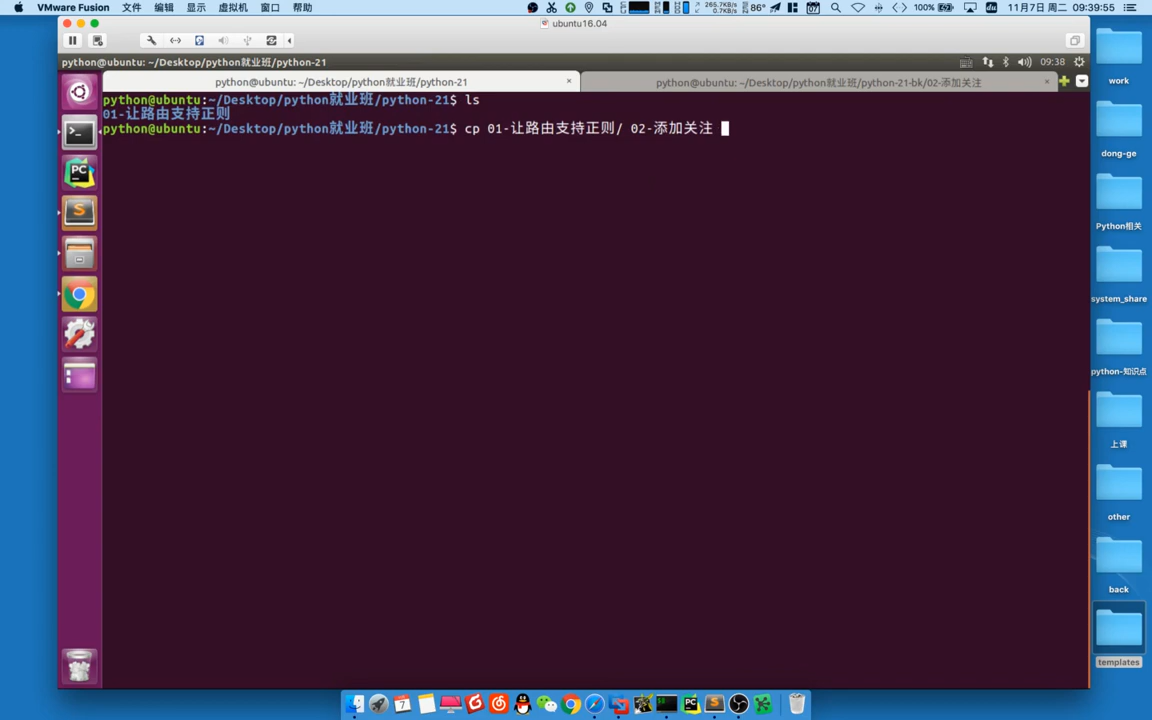 VMware Fusion 文件 编辑 显示 虚拟机 窗口 帮助 265.7KB/s 0.7KB/s 86° 100% 11月7日 周二 09:39:55
ubuntu16.04
python@ubuntu: ~/Desktop/python就业班/python-21 09:38
python@ubuntu: ~/Desktop/python就业班/python-21 × python@ubuntu: ~/Desktop/python就业班/python-21-bk/02-添加关注 ×
python@ubuntu:~/Desktop/python就业班/python-21$ ls
01-让路由支持正则
python@ubuntu:~/Desktop/python就业班/python-21$ cp 01-让路由支持正则/ 02-添加关注
work
dong-ge
Python相关
system_share
python-知识点
上课
other
back
templates